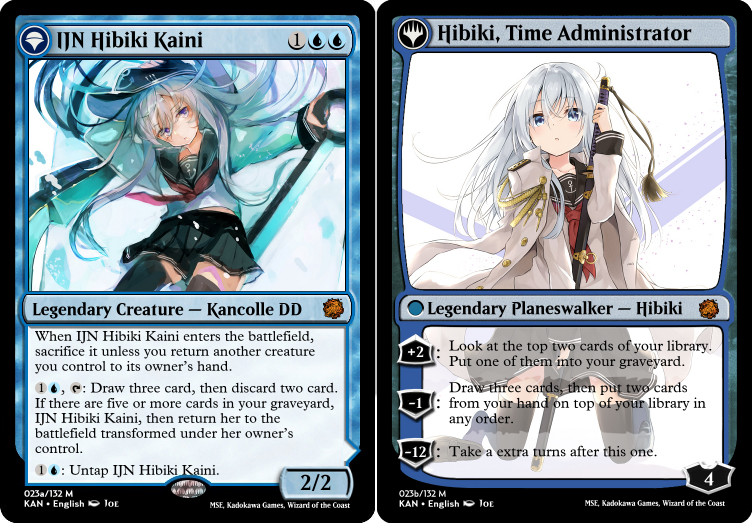 IJN Hibiki Kaini
1
Legendary Creature — Kancolle DD
When IJN Hibiki Kaini enters the battlefield,
sacrifice it unless you return another creature
you control to its owner's hand.
1 , : Draw three card, then discard two card.
If there are five or more cards in your graveyard,
IJN Hibiki Kaini, then return her to the
battlefield transformed under her owner's
control.
1 : Untap IJN Hibiki Kaini.
2/2
023a/132 M
KAN • English JOE
MSE, Kadokawa Games, Wizard of the Coast
Hibiki, Time Administrator
Legendary Planeswalker — Hibiki
+2 : Look at the top two cards of your library.
Put one of them into your graveyard.
-1 : Draw three cards, then put two cards
from your hand on top of your library in
any order.
-12 : Take a extra turns after this one.
4
023b/132 M
KAN • English JOE
MSE, Kadokawa Games, Wizard of the Coast